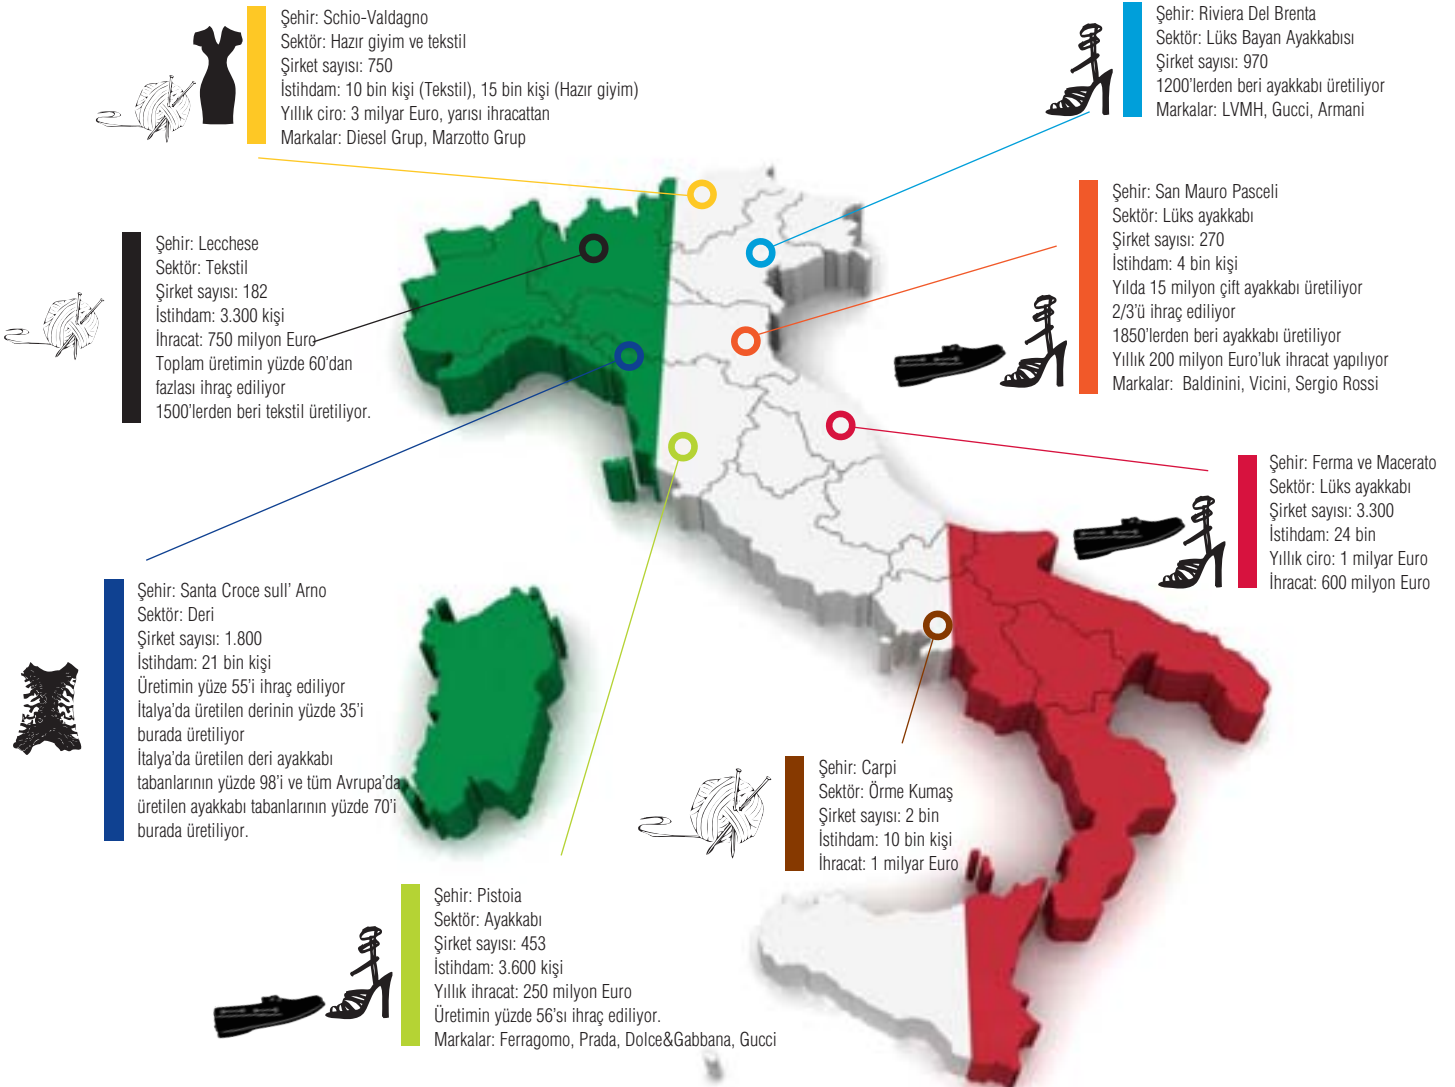 Şehir: Schio-Valdagno
Sektör: Hazır giyim ve tekstil
Şirket sayısı: 750
İstihdam: 10 bin kişi (Tekstil), 15 bin kişi (Hazır giyim)
Yıllık ciro: 3 milyar Euro, yarısı ihracattan
Markalar: Diesel Grup, Marzotto Grup
Şehir: Riviera Del Brenta
Sektör: Lüks Bayan Ayakkabısı
Şirket sayısı: 970
1200'lerden beri ayakkabı üretiliyor
Markalar: LVMH, Gucci, Armani
Şehir: Lecchese
Sektör: Tekstil
Şirket sayısı: 182
İstihdam: 3.300 kişi
İhracat: 750 milyon Euro
Toplam üretimin yüzde 60'dan
fazlası ihraç ediliyor
1500'lerden beri tekstil üretiliyor.
Şehir: San Mauro Pasceli
Sektör: Lüks ayakkabı
Şirket sayısı: 270
İstihdam: 4 bin kişi
Yılda 15 milyon çift ayakkabı üretiliyor
2/3'ü ihraç ediliyor
1850'lerden beri ayakkabı üretiliyor
Yıllık 200 milyon Euro'luk ihracat yapılıyor
Markalar: Baldinini, Vicini, Sergio Rossi
Şehir: Ferma ve Macerato
Sektör: Lüks ayakkabı
Şirket sayısı: 3.300
İstihdam: 24 bin
Yıllık ciro: 1 milyar Euro
İhracat: 600 milyon Euro
Şehir: Santa Croce sull' Arno
Sektör: Deri
Şirket sayısı: 1.800
İstihdam: 21 bin kişi
Üretimin yüze 55'i ihraç ediliyor
İtalya'da üretilen derinin yüzde 35'i
burada üretiliyor
İtalya'da üretilen deri ayakkabı
tabanlarının yüzde 98'i ve tüm Avrupa'da
üretilen ayakkabı tabanlarının yüzde 70'i
burada üretiliyor.
Şehir: Carpi
Sektör: Örme Kumaş
Şirket sayısı: 2 bin
İstihdam: 10 bin kişi
İhracat: 1 milyar Euro
Şehir: Pistoia
Sektör: Ayakkabı
Şirket sayısı: 453
İstihdam: 3.600 kişi
Yıllık ihracat: 250 milyon Euro
Üretimin yüzde 56'sı ihraç ediliyor.
Markalar: Ferragomo, Prada, Dolce&Gabbana, Gucci